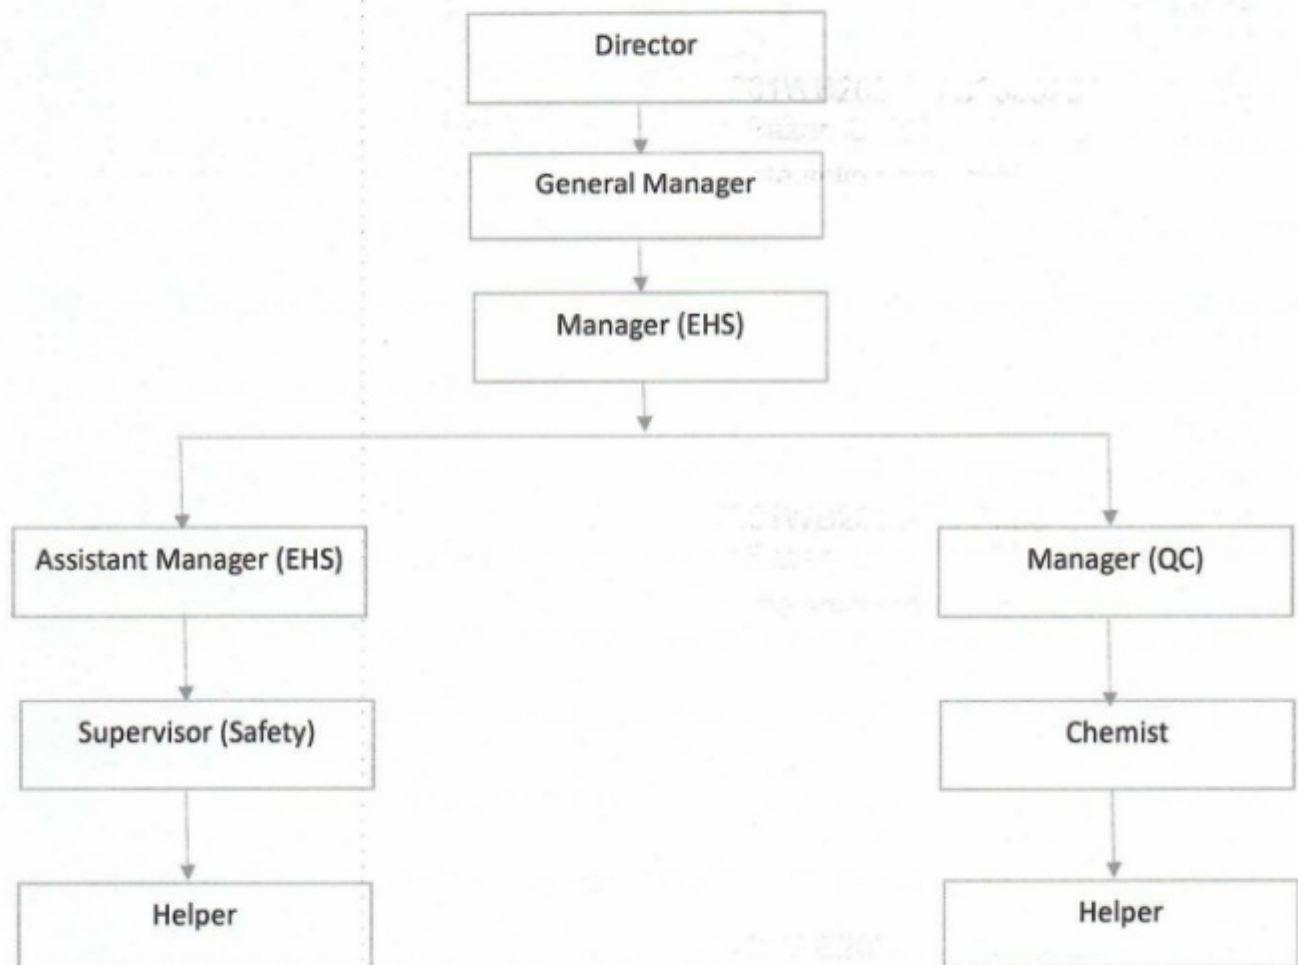 Director
General Manager
Manager (EHS)
Assistant Manager (EHS)
Manager (QC)
Supervisor (Safety)
Chemist
Helper
Helper